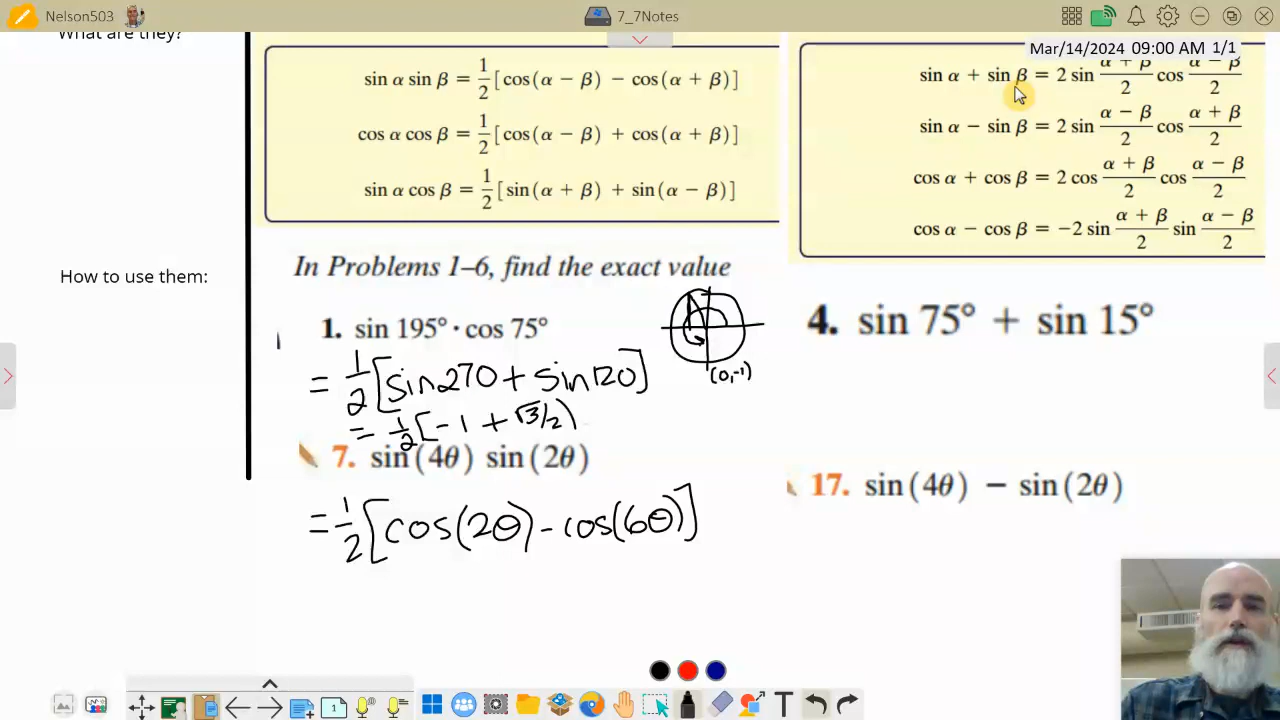 Nelson503
7_7Notes
What are they?
Mar/14/2024 09:00 AM 1/1
sin α sin β = 1/2 [cos(α − β) − cos(α + β)]
cos α cos β = 1/2 [cos(α − β) + cos(α + β)]
sin α cos β = 1/2 [sin(α + β) + sin(α − β)]
sin α + sin β = 2 sin (α + β)/2 cos (α − β)/2
sin α − sin β = 2 sin (α − β)/2 cos (α + β)/2
cos α + cos β = 2 cos (α + β)/2 cos (α − β)/2
cos α − cos β = −2 sin (α + β)/2 sin (α − β)/2
How to use them:
In Problems 1–6, find the exact value
1. sin 195° · cos 75°
= 1/2 [sin270 + sin120]
= 1/2 [-1 + √3/2)
(0,-1)
4. sin 75° + sin 15°
7. sin(4θ) sin(2θ)
= 1/2 [cos(2θ) - cos(6θ)]
17. sin(4θ) − sin(2θ)
1
T